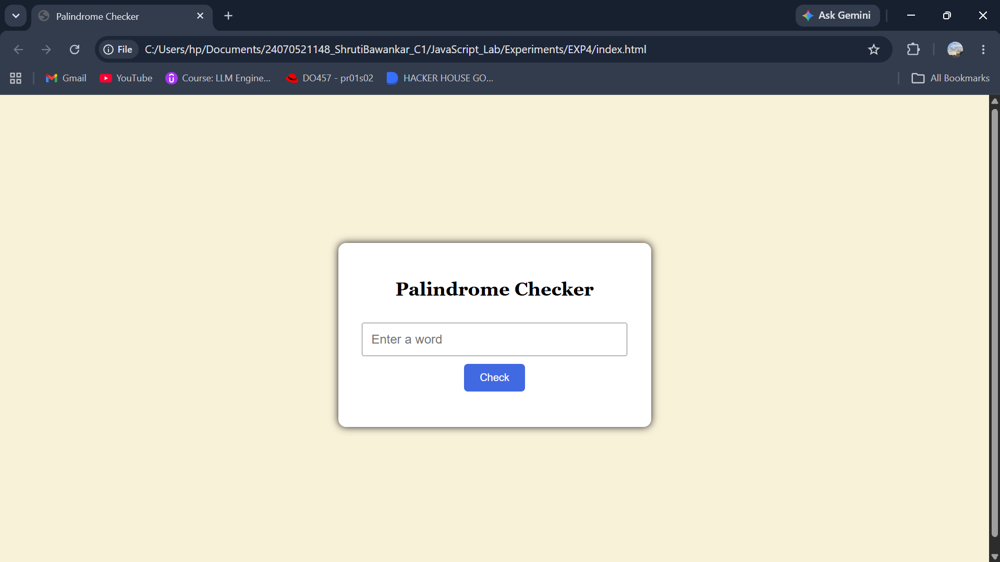 Palindrome Checker
Ask Gemini
File
C:/Users/hp/Documents/24070521148_ShrutiBawankar_C1/JavaScript_Lab/Experiments/EXP4/index.html
Gmail
YouTube
Course: LLM Engine...
DO457 - pr01s02
HACKER HOUSE GO...
All Bookmarks
Palindrome Checker
Enter a word
Check